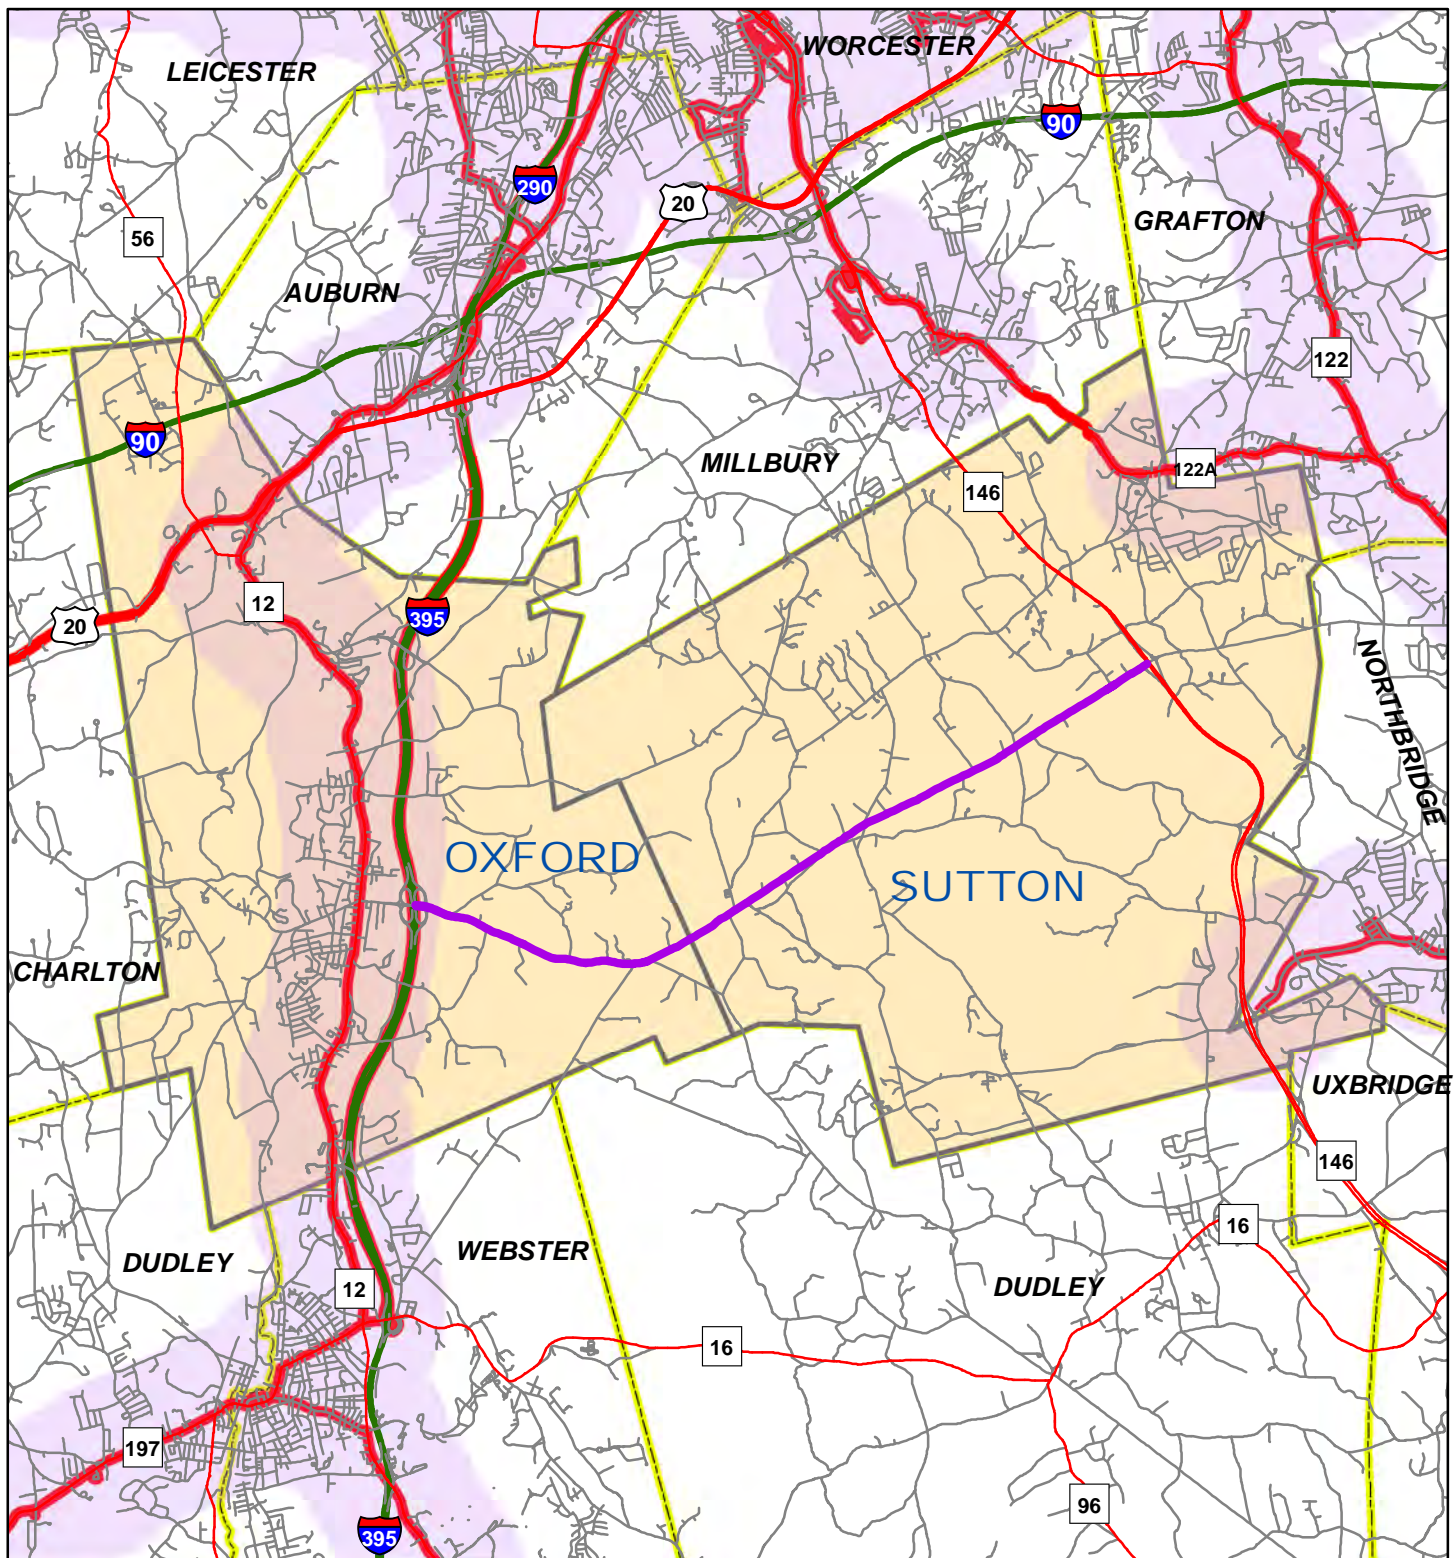 WORCESTER
LEICESTER
90
290
20
56
GRAFTON
AUBURN
122
90
MILLBURY
122A
146
12
20
395
NORTHBRIDGE
OXFORD
SUTTON
CHARLTON
UXBRIDGE
146
16
DUDLEY
WEBSTER
DUDLEY
12
16
197
96
395